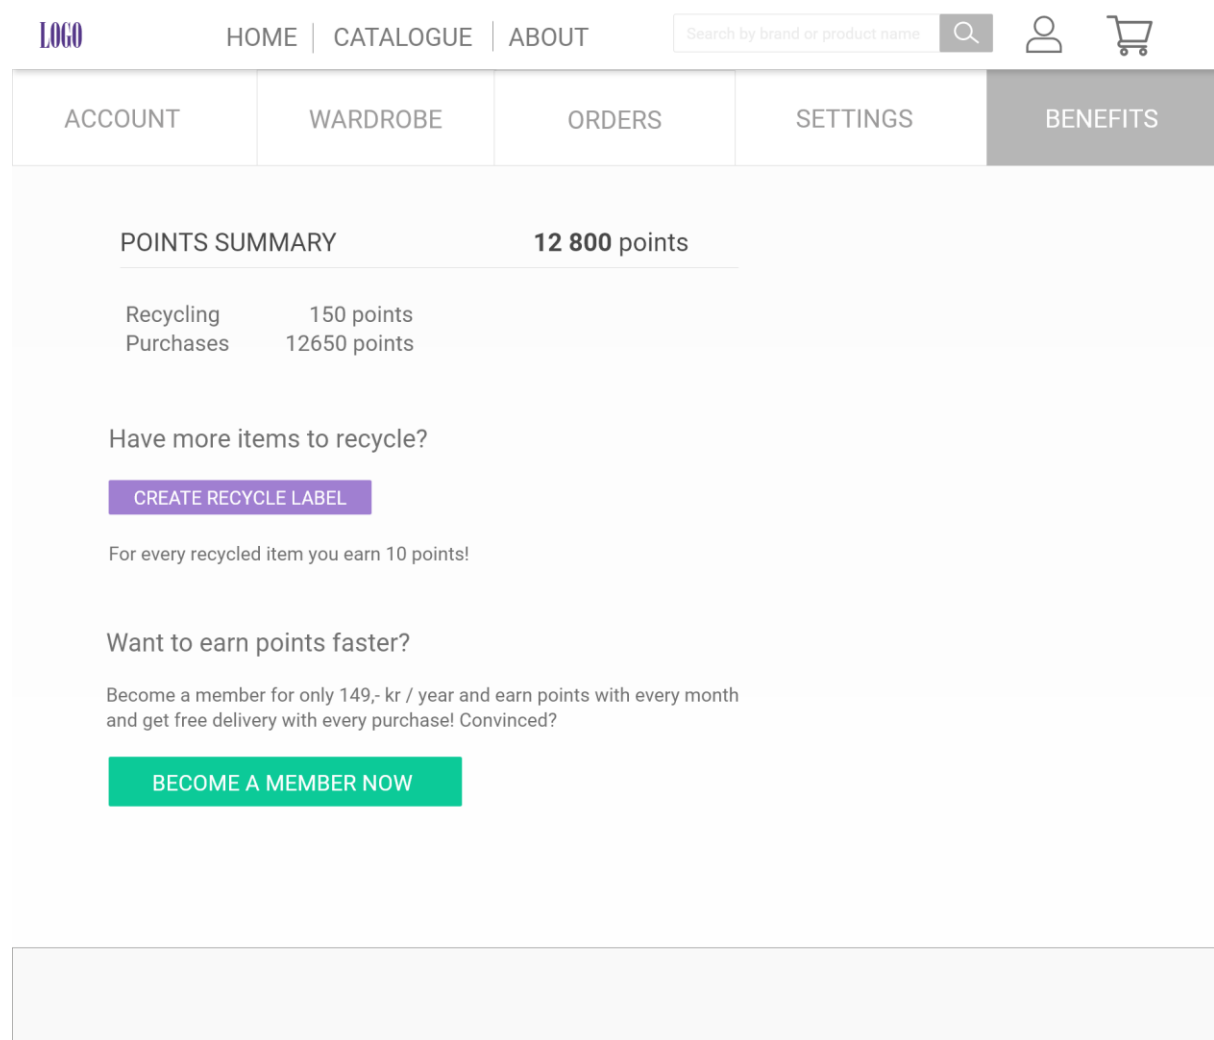 LOGO
HOME
CATALOGUE
ABOUT
Search by brand or product name
ACCOUNT
WARDROBE
ORDERS
SETTINGS
BENEFITS
POINTS SUMMARY
12 800 points
Recycling 150 points
Purchases 12650 points
Have more items to recycle?
CREATE RECYCLE LABEL
For every recycled item you earn 10 points!
Want to earn points faster?
Become a member for only 149,- kr / year and earn points with every month
and get free delivery with every purchase! Convinced?
BECOME A MEMBER NOW